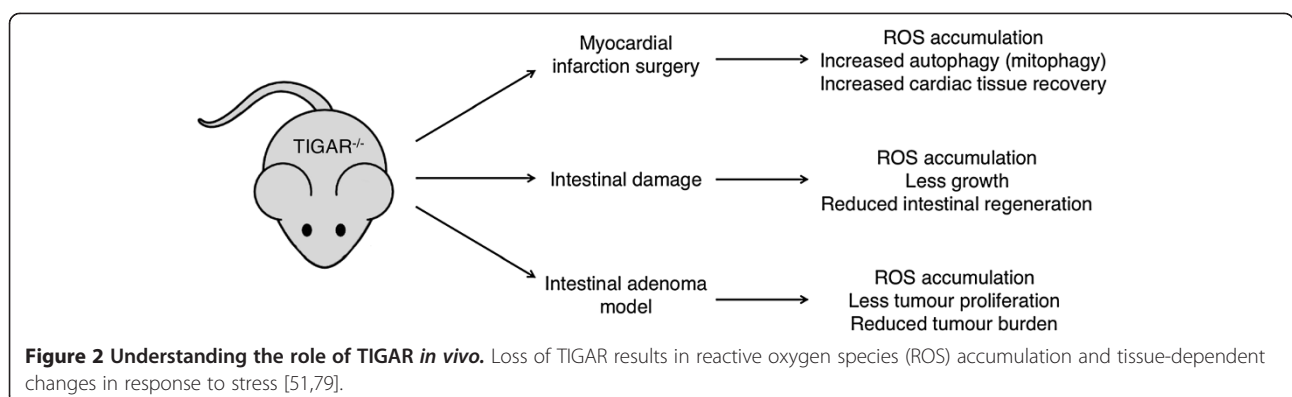 Myocardial
infarction surgery
ROS accumulation
Increased autophagy (mitophagy)
Increased cardiac tissue recovery
TIGAR-/-
Intestinal damage
ROS accumulation
Less growth
Reduced intestinal regeneration
Intestinal adenoma
model
ROS accumulation
Less tumour proliferation
Reduced tumour burden
Figure 2 Understanding the role of TIGAR in vivo. Loss of TIGAR results in reactive oxygen species (ROS) accumulation and tissue-dependent
changes in response to stress [51,79].